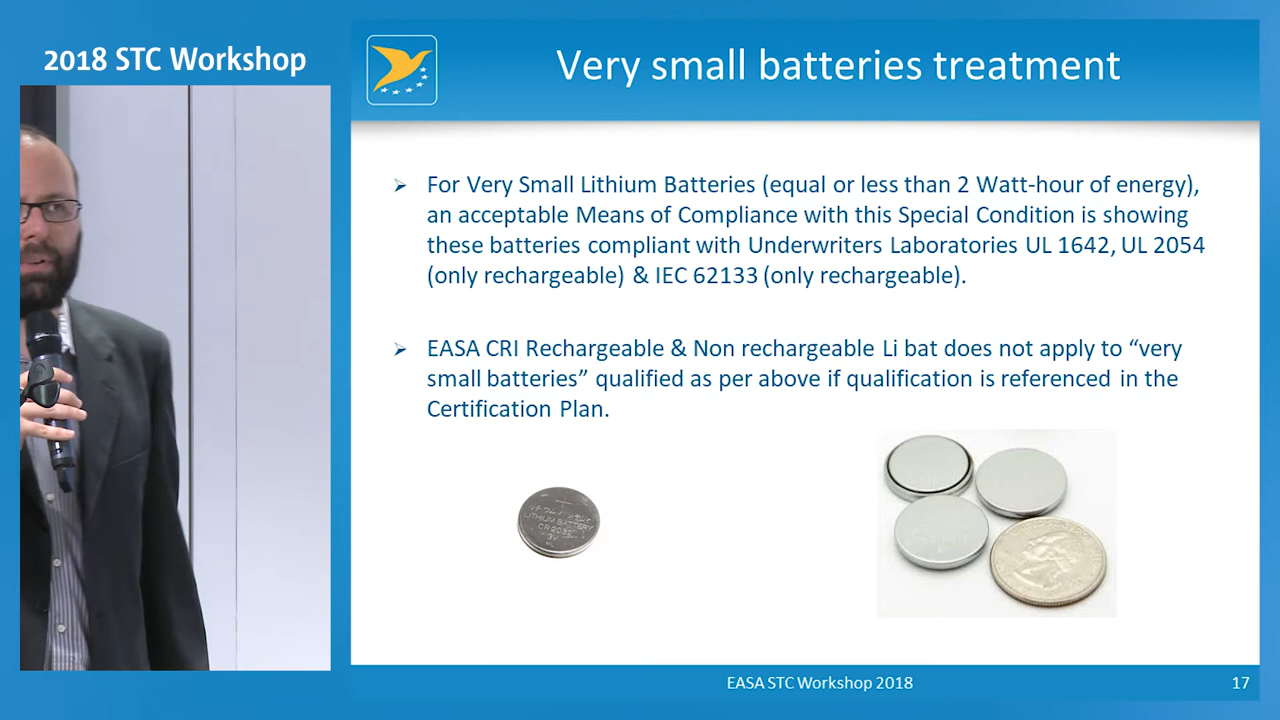 2018 STC Workshop
Very small batteries treatment
For Very Small Lithium Batteries (equal or less than 2 Watt-hour of energy),
an acceptable Means of Compliance with this Special Condition is showing
these batteries compliant with Underwriters Laboratories UL 1642, UL 2054
(only rechargeable) & IEC 62133 (only rechargeable).
EASA CRI Rechargeable & Non rechargeable Li bat does not apply to “very
small batteries” qualified as per above if qualification is referenced in the
Certification Plan.
LITHIUM BATTERY
3V
EASA STC Workshop 2018
17